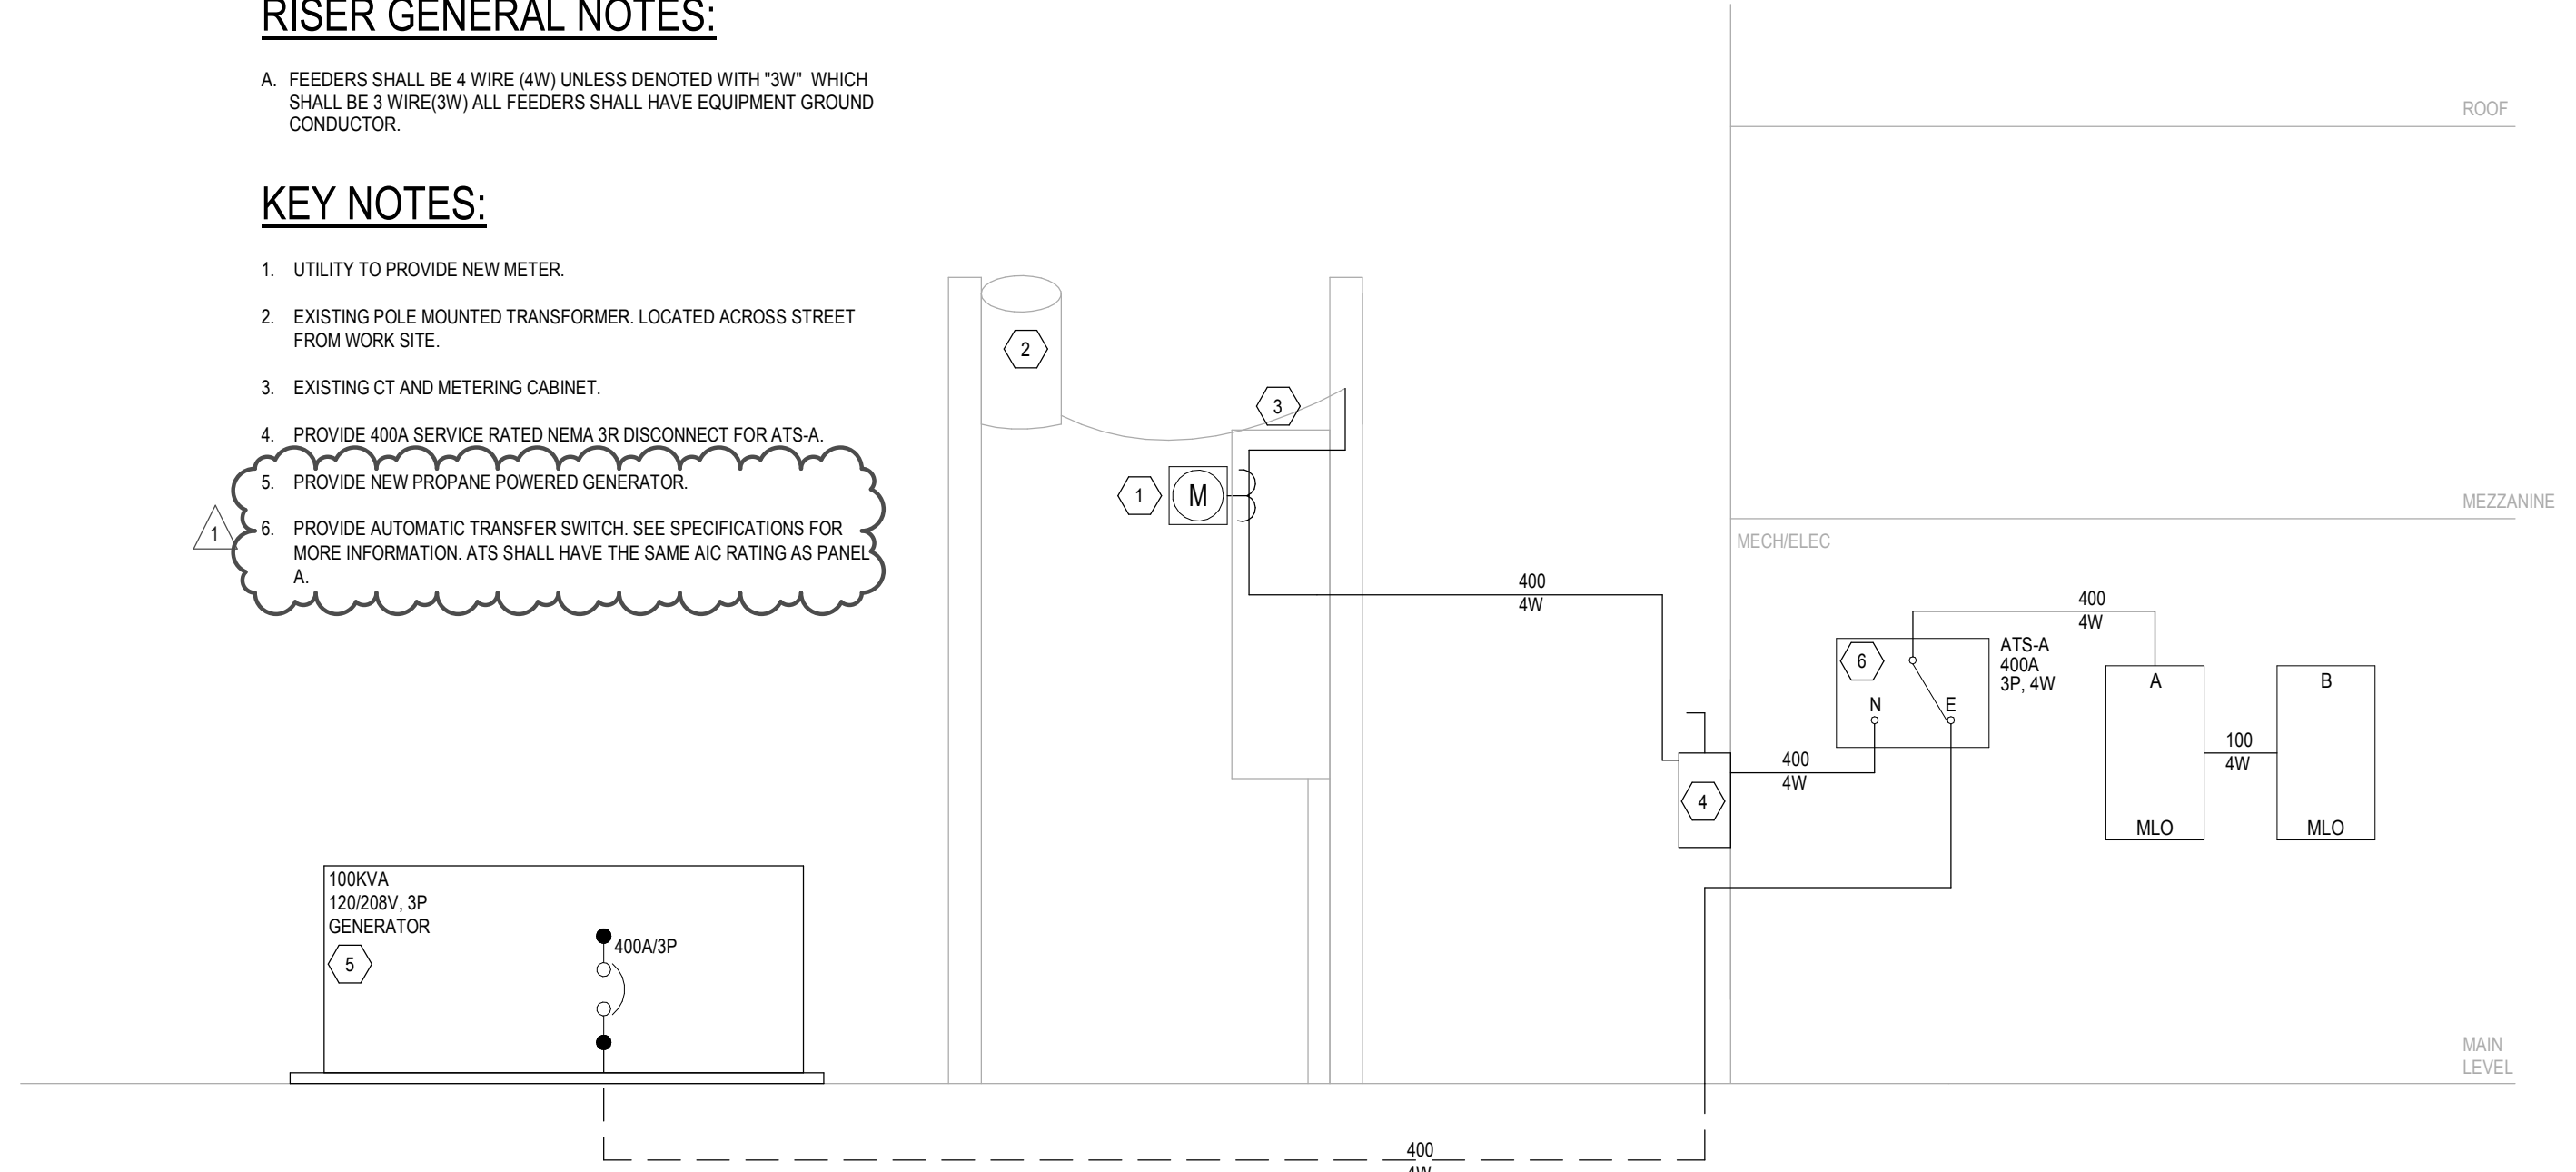 RISER GENERAL NOTES:
A. FEEDERS SHALL BE 4 WIRE (4W) UNLESS DENOTED WITH "3W" WHICH
SHALL BE 3 WIRE(3W) ALL FEEDERS SHALL HAVE EQUIPMENT GROUND
CONDUCTOR.
KEY NOTES:
1. UTILITY TO PROVIDE NEW METER.
2. EXISTING POLE MOUNTED TRANSFORMER. LOCATED ACROSS STREET
FROM WORK SITE.
3. EXISTING CT AND METERING CABINET.
4. PROVIDE 400A SERVICE RATED NEMA 3R DISCONNECT FOR ATS-A.
5. PROVIDE NEW PROPANE POWERED GENERATOR.
6. PROVIDE AUTOMATIC TRANSFER SWITCH. SEE SPECIFICATIONS FOR
MORE INFORMATION. ATS SHALL HAVE THE SAME AIC RATING AS PANEL
A.
1
100KVA
120/208V, 3P
GENERATOR
5
400A/3P
2
3
1
M
400
4W
4
400
4W
400
4W
6
N
E
ATS-A
400A
3P, 4W
400
4W
A
MLO
100
4W
B
MLO
ROOF
MEZZANINE
MECH/ELEC
MAIN
LEVEL